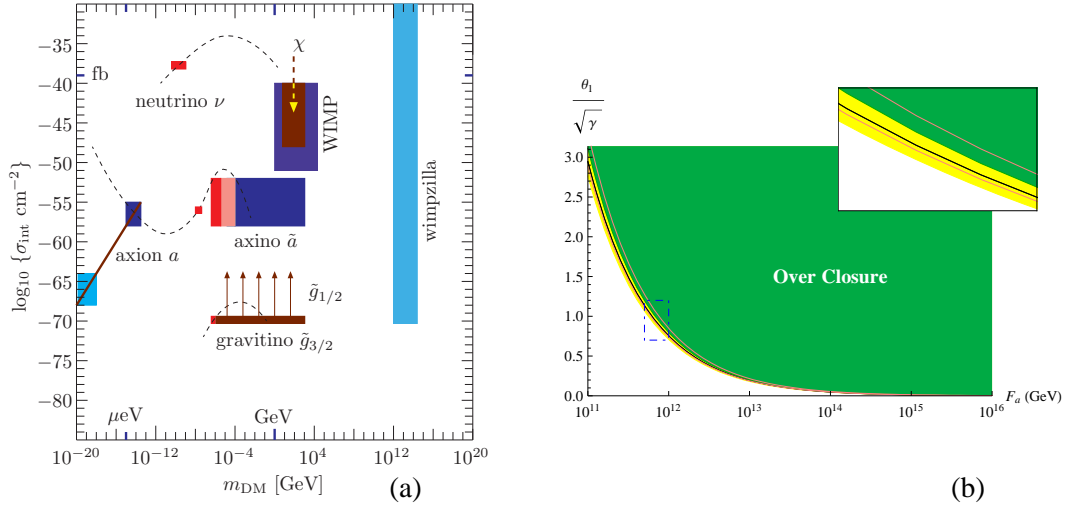 −35
−40
−45
−50
−55
−60
−65
−70
−75
−80
log₁₀ {σ_int cm⁻²}
fb
neutrino ν
χ
WIMP
axion a
axino ã
g̃_{1/2}
gravitino g̃_{3/2}
wimpzilla
μeV
GeV
10⁻²⁰ 10⁻¹² 10⁻⁴ 10⁴ 10¹² 10²⁰
m_DM [GeV]
(a)
θ₁
√γ
3.0
2.5
2.0
1.5
1.0
0.5
0.0
Over Closure
10¹¹ 10¹² 10¹³ 10¹⁴ 10¹⁵ 10¹⁶
F_a (GeV)
(b)